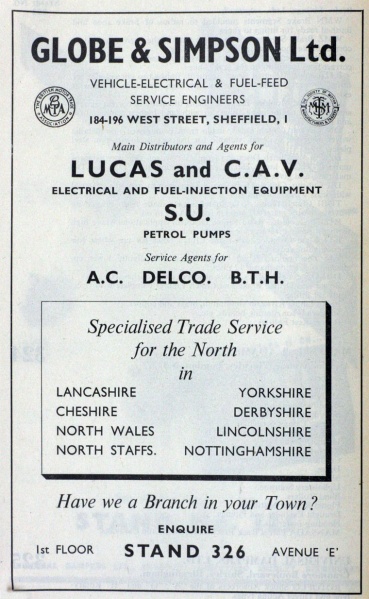 GLOBE & SIMPSON Ltd.
VEHICLE-ELECTRICAL & FUEL-FEED
SERVICE ENGINEERS
184-196 WEST STREET, SHEFFIELD, 1
Main Distributors and Agents for
LUCAS and C.A.V.
ELECTRICAL AND FUEL-INJECTION EQUIPMENT
S.U.
PETROL PUMPS
Service Agents for
A.C. DELCO. B.T.H.
Specialised Trade Service
for the North
in
LANCASHIRE YORKSHIRE
CHESHIRE DERBYSHIRE
NORTH WALES LINCOLNSHIRE
NORTH STAFFS. NOTTINGHAMSHIRE
Have we a Branch in your Town?
ENQUIRE
1st FLOOR STAND 326 AVENUE 'E'